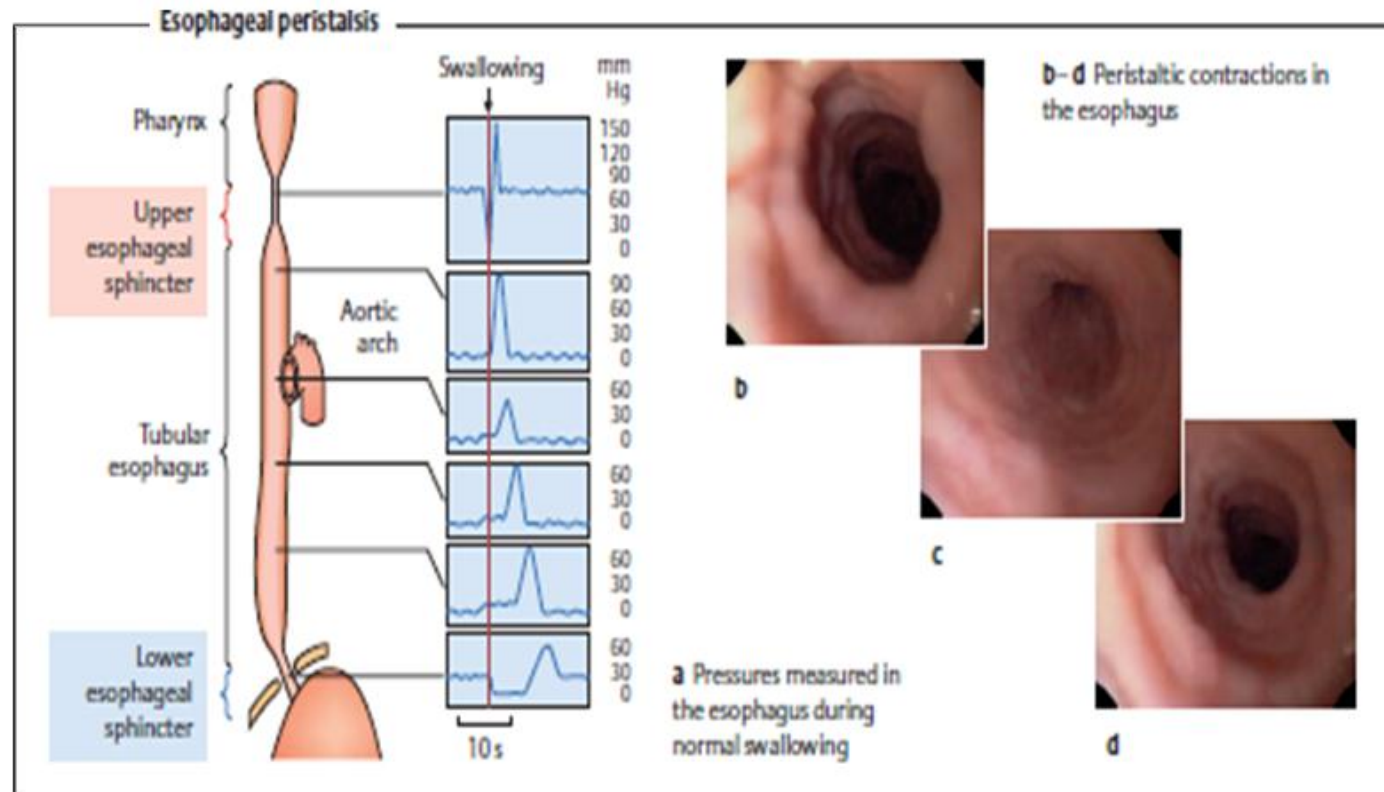 Esophageal peristalsis
Pharynx
Upper
esophageal
sphincter
Tubular
esophagus
Lower
esophageal
sphincter
Aortic
arch
Swallowing
mm
Hg
150
120
90
60
30
0
90
60
30
0
60
30
0
60
30
0
60
30
0
60
30
0
10 s
a Pressures measured in
the esophagus during
normal swallowing
b–d Peristaltic contractions in
the esophagus
b
c
d